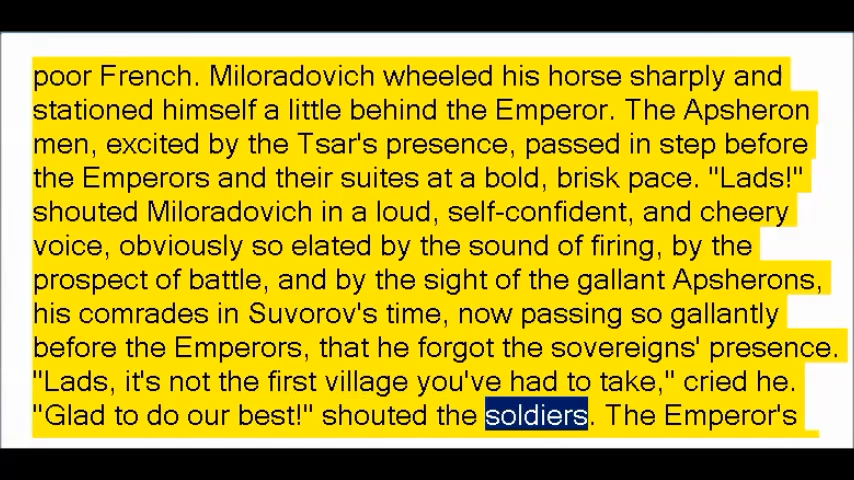 poor French. Miloradovich wheeled his horse sharply and
stationed himself a little behind the Emperor. The Apsheron
men, excited by the Tsar's presence, passed in step before
the Emperors and their suites at a bold, brisk pace. "Lads!"
shouted Miloradovich in a loud, self-confident, and cheery
voice, obviously so elated by the sound of firing, by the
prospect of battle, and by the sight of the gallant Apsherons,
his comrades in Suvorov's time, now passing so gallantly
before the Emperors, that he forgot the sovereigns' presence.
"Lads, it's not the first village you've had to take," cried he.
"Glad to do our best!" shouted the soldiers. The Emperor's